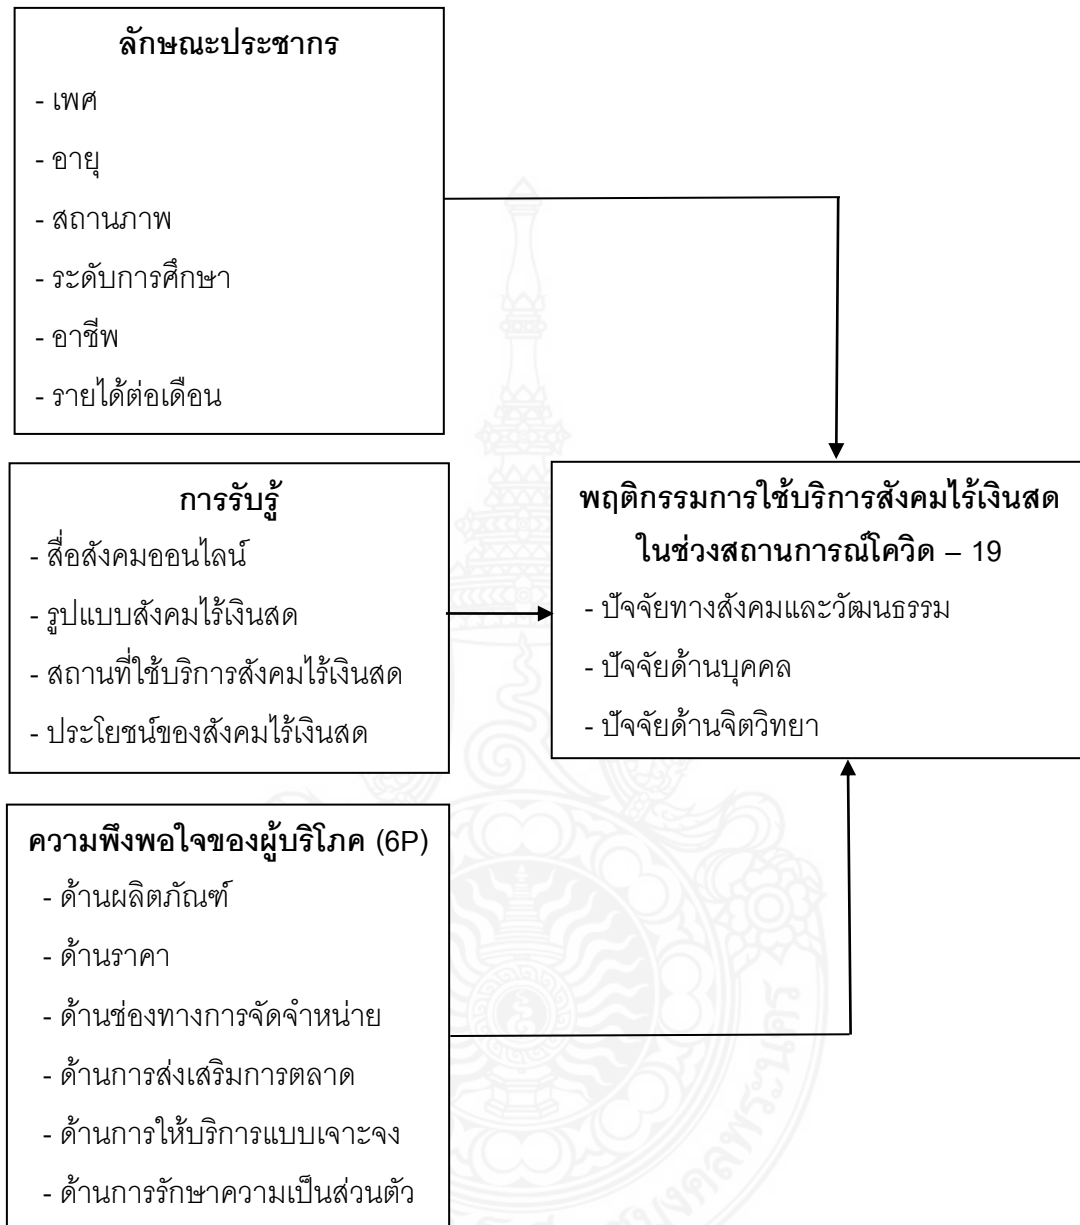 ลักษณะประชากร
- เพศ
- อายุ
- สถานภาพ
- ระดับการศึกษา
- อาชีพ
- รายได้ต่อเดือน
การรับรู้
- สื่อสังคมออนไลน์
- รูปแบบสังคมไร้เงินสด
- สถานที่ใช้บริการสังคมไร้เงินสด
- ประโยชน์ของสังคมไร้เงินสด
พฤติกรรมการใช้บริการสังคมไร้เงินสด
ในช่วงสถานการณ์โควิด – 19
- ปัจจัยทางสังคมและวัฒนธรรม
- ปัจจัยด้านบุคคล
- ปัจจัยด้านจิตวิทยา
ความพึงพอใจของผู้บริโภค (6P)
- ด้านผลิตภัณฑ์
- ด้านราคา
- ด้านช่องทางการจัดจำหน่าย
- ด้านการส่งเสริมการตลาด
- ด้านการให้บริการแบบเจาะจง
- ด้านการรักษาความเป็นส่วนตัว